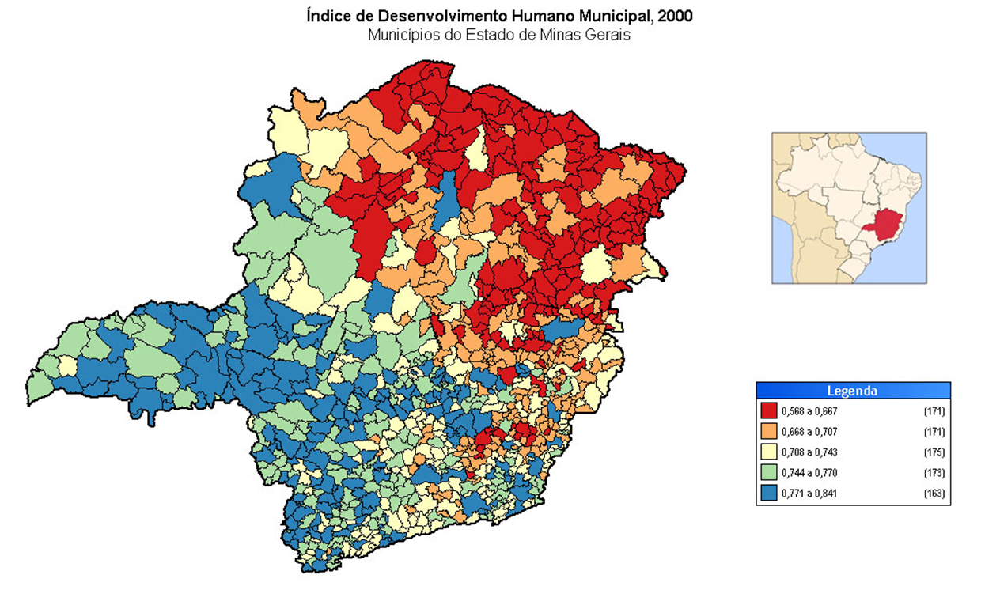 Índice de Desenvolvimento Humano Municipal, 2000
Municípios do Estado de Minas Gerais
Legenda
0,568 a 0,667 (171)
0,668 a 0,707 (171)
0,708 a 0,743 (175)
0,744 a 0,770 (173)
0,771 a 0,841 (163)